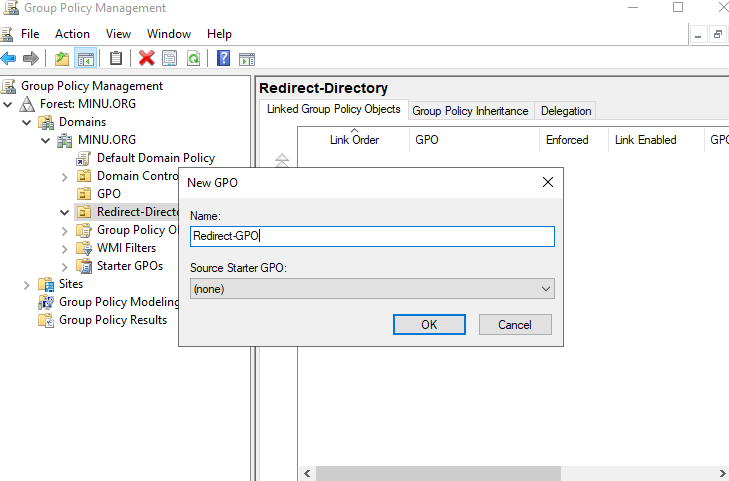 Group Policy Management
File Action View Window Help
Group Policy Management
Forest: MINU.ORG
Domains
MINU.ORG
Default Domain Policy
Domain Contro
GPO
Redirect-Direct
Group Policy O
WMI Filters
Starter GPOs
Sites
Group Policy Modeling
Group Policy Results
Redirect-Directory
Linked Group Policy Objects Group Policy Inheritance Delegation
Link Order GPO Enforced Link Enabled GPO
New GPO
Name:
Redirect-GPO
Source Starter GPO:
(none)
OK Cancel